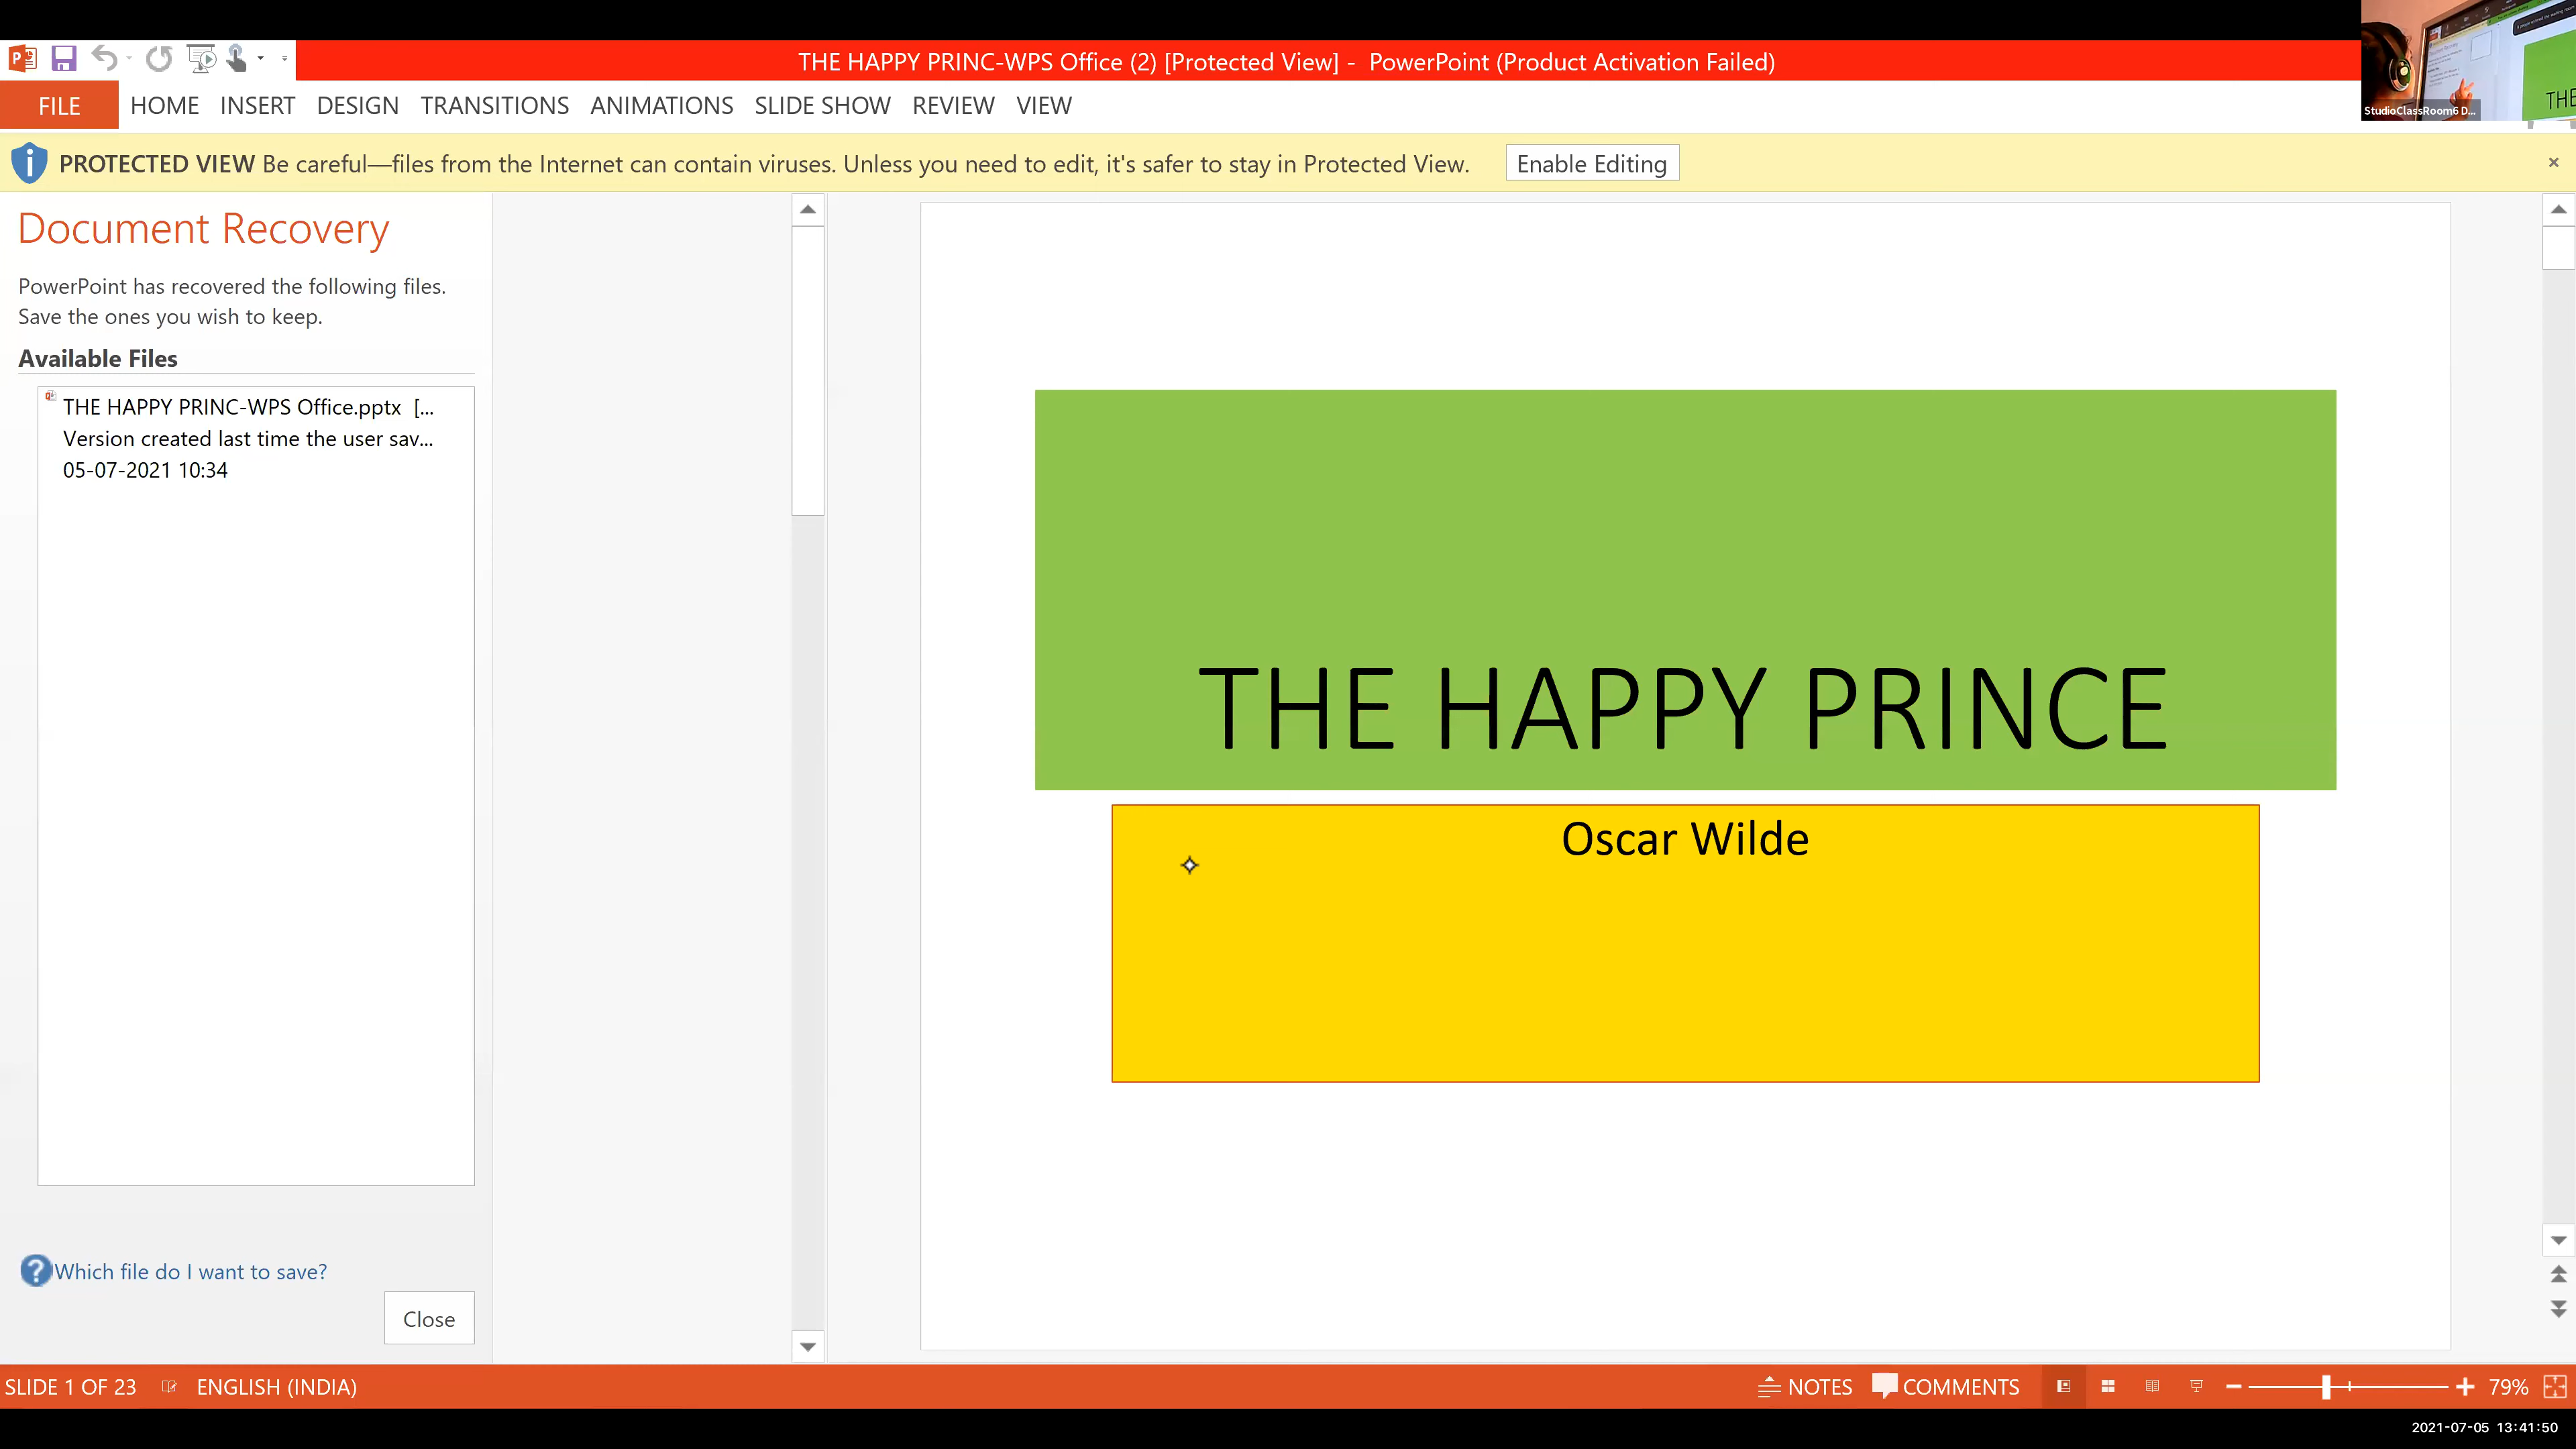 THE HAPPY PRINC-WPS Office (2) [Protected View] - PowerPoint (Product Activation Failed)
FILE HOME INSERT DESIGN TRANSITIONS ANIMATIONS SLIDE SHOW REVIEW VIEW
StudioClassRoom6 D...
THE
PROTECTED VIEW Be careful—files from the Internet can contain viruses. Unless you need to edit, it's safer to stay in Protected View. Enable Editing
Document Recovery
PowerPoint has recovered the following files.
Save the ones you wish to keep.
Available Files
THE HAPPY PRINC-WPS Office.pptx [...
Version created last time the user sav...
05-07-2021 10:34
THE HAPPY PRINCE
Oscar Wilde
Which file do I want to save?
Close
SLIDE 1 OF 23 ENGLISH (INDIA) NOTES COMMENTS 79%
2021-07-05 13:41:50